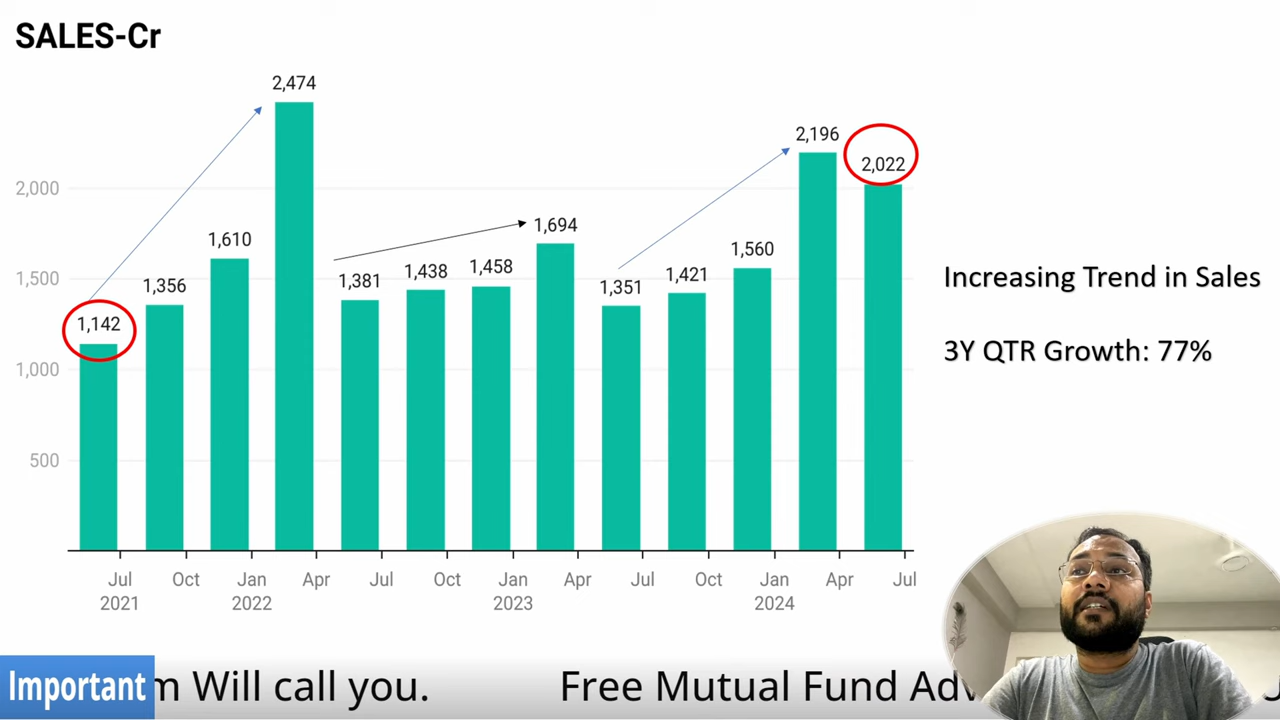 SALES-Cr
2,474
2,196
2,022
2,000
1,694
1,610
1,560
1,500
1,458
1,438
1,421
1,381
1,356
1,351
1,142
1,000
500
Increasing Trend in Sales
3Y QTR Growth: 77%
Jul Oct Jan Apr Jul Oct Jan Apr Jul Oct Jan Apr Jul
2021 2022 2023 2024
Important m Will call you. Free Mutual Fund